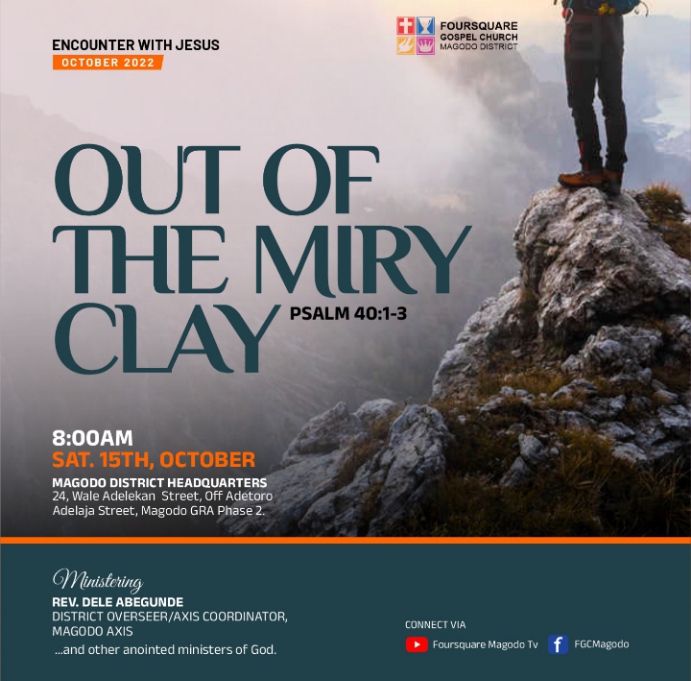 ENCOUNTER WITH JESUS
OCTOBER 2022
FOURSQUARE
GOSPEL CHURCH
MAGODO DISTRICT
OUT OF
THE MIRY
CLAY
PSALM 40:1-3
8:00AM
SAT. 15TH, OCTOBER
MAGODO DISTRICT HEADQUARTERS
24, Wale Adelekan Street, Off Adetoro
Adelaja Street, Magodo GRA Phase 2.
Ministering
REV. DELE ABEGUNDE
DISTRICT OVERSEER/AXIS COORDINATOR,
MAGODO AXIS
...and other anointed ministers of God.
CONNECT VIA
Foursquare Magodo Tv
FGCMagodo